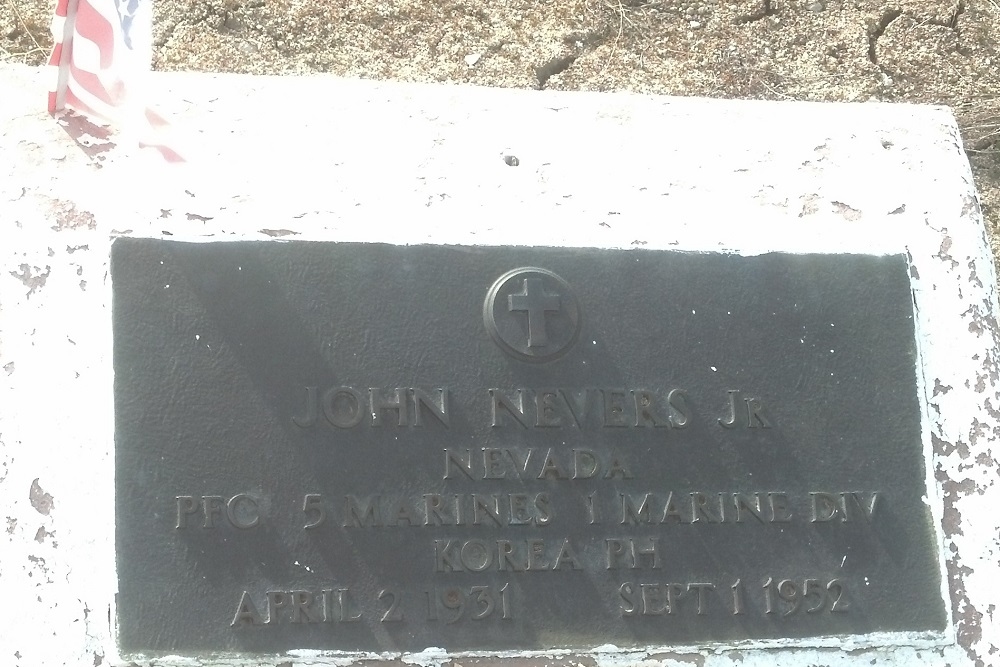 JOHN NEVERS JR
NEVADA
PFC 5 MARINES 1 MARINE DIV
KOREA PH
APRIL 2 1931 SEPT 1 1952